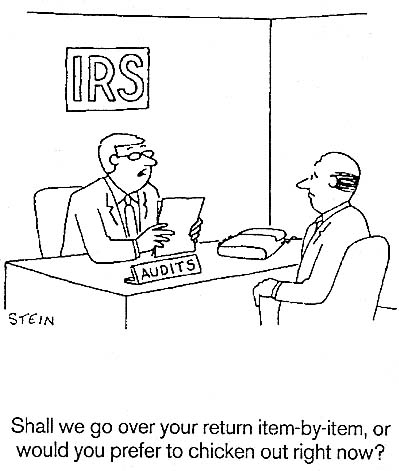 IRS
AUDITS
STEIN
Shall we go over your return item-by-item, or
would you prefer to chicken out right now?